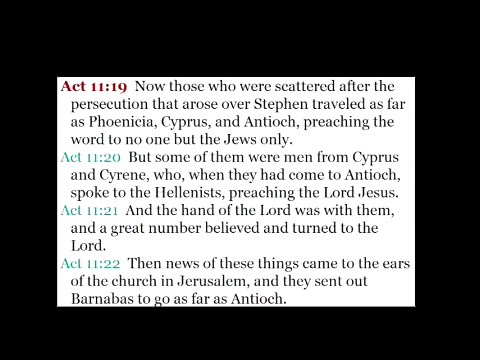 Act 11:19 Now those who were scattered after the
persecution that arose over Stephen traveled as far
as Phoenicia, Cyprus, and Antioch, preaching the
word to no one but the Jews only.
Act 11:20 But some of them were men from Cyprus
and Cyrene, who, when they had come to Antioch,
spoke to the Hellenists, preaching the Lord Jesus.
Act 11:21 And the hand of the Lord was with them,
and a great number believed and turned to the
Lord.
Act 11:22 Then news of these things came to the ears
of the church in Jerusalem, and they sent out
Barnabas to go as far as Antioch.